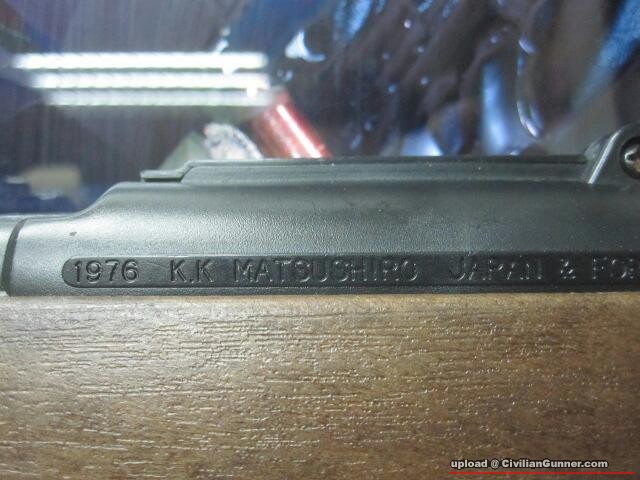 1976 K.K MATSUSHIRO JAPAN &
upload @ CivilianGunner.com